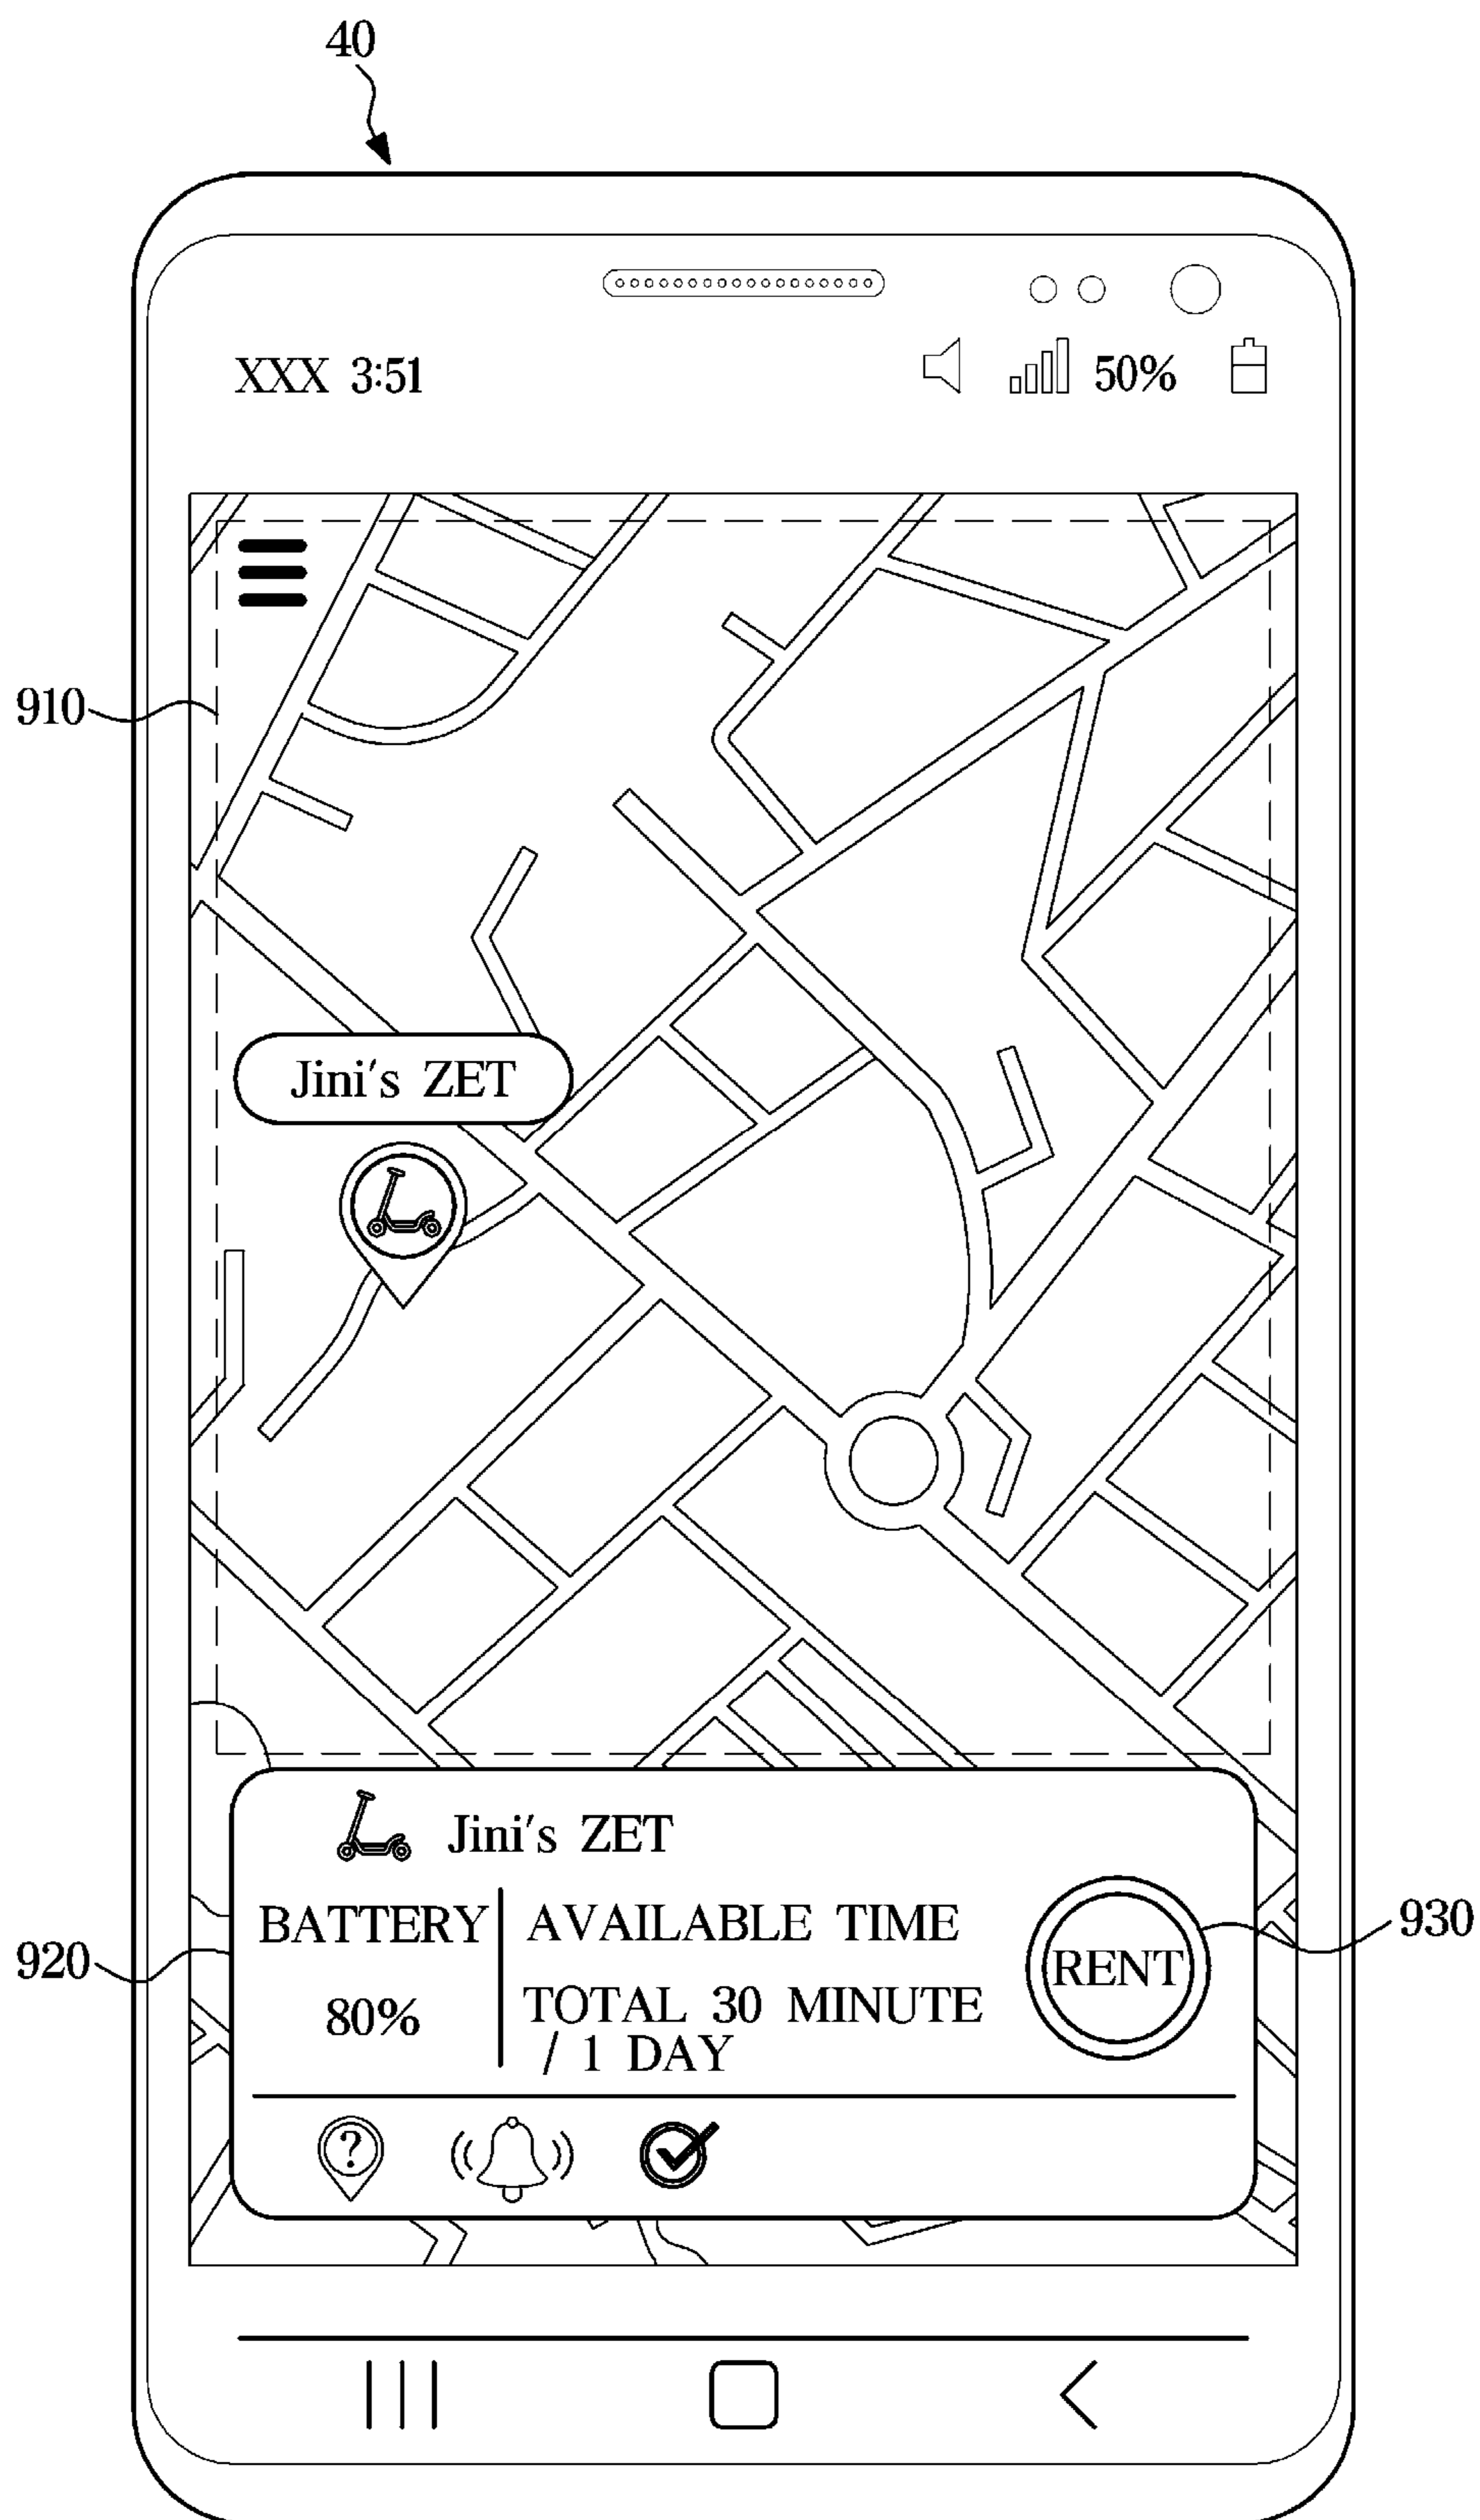 40
XXX 3:51 50%
910
Jini's ZET
Jini's ZET
BATTERY AVAILABLE TIME
930
920
RENT
80%
TOTAL 30 MINUTE
/ 1 DAY
?